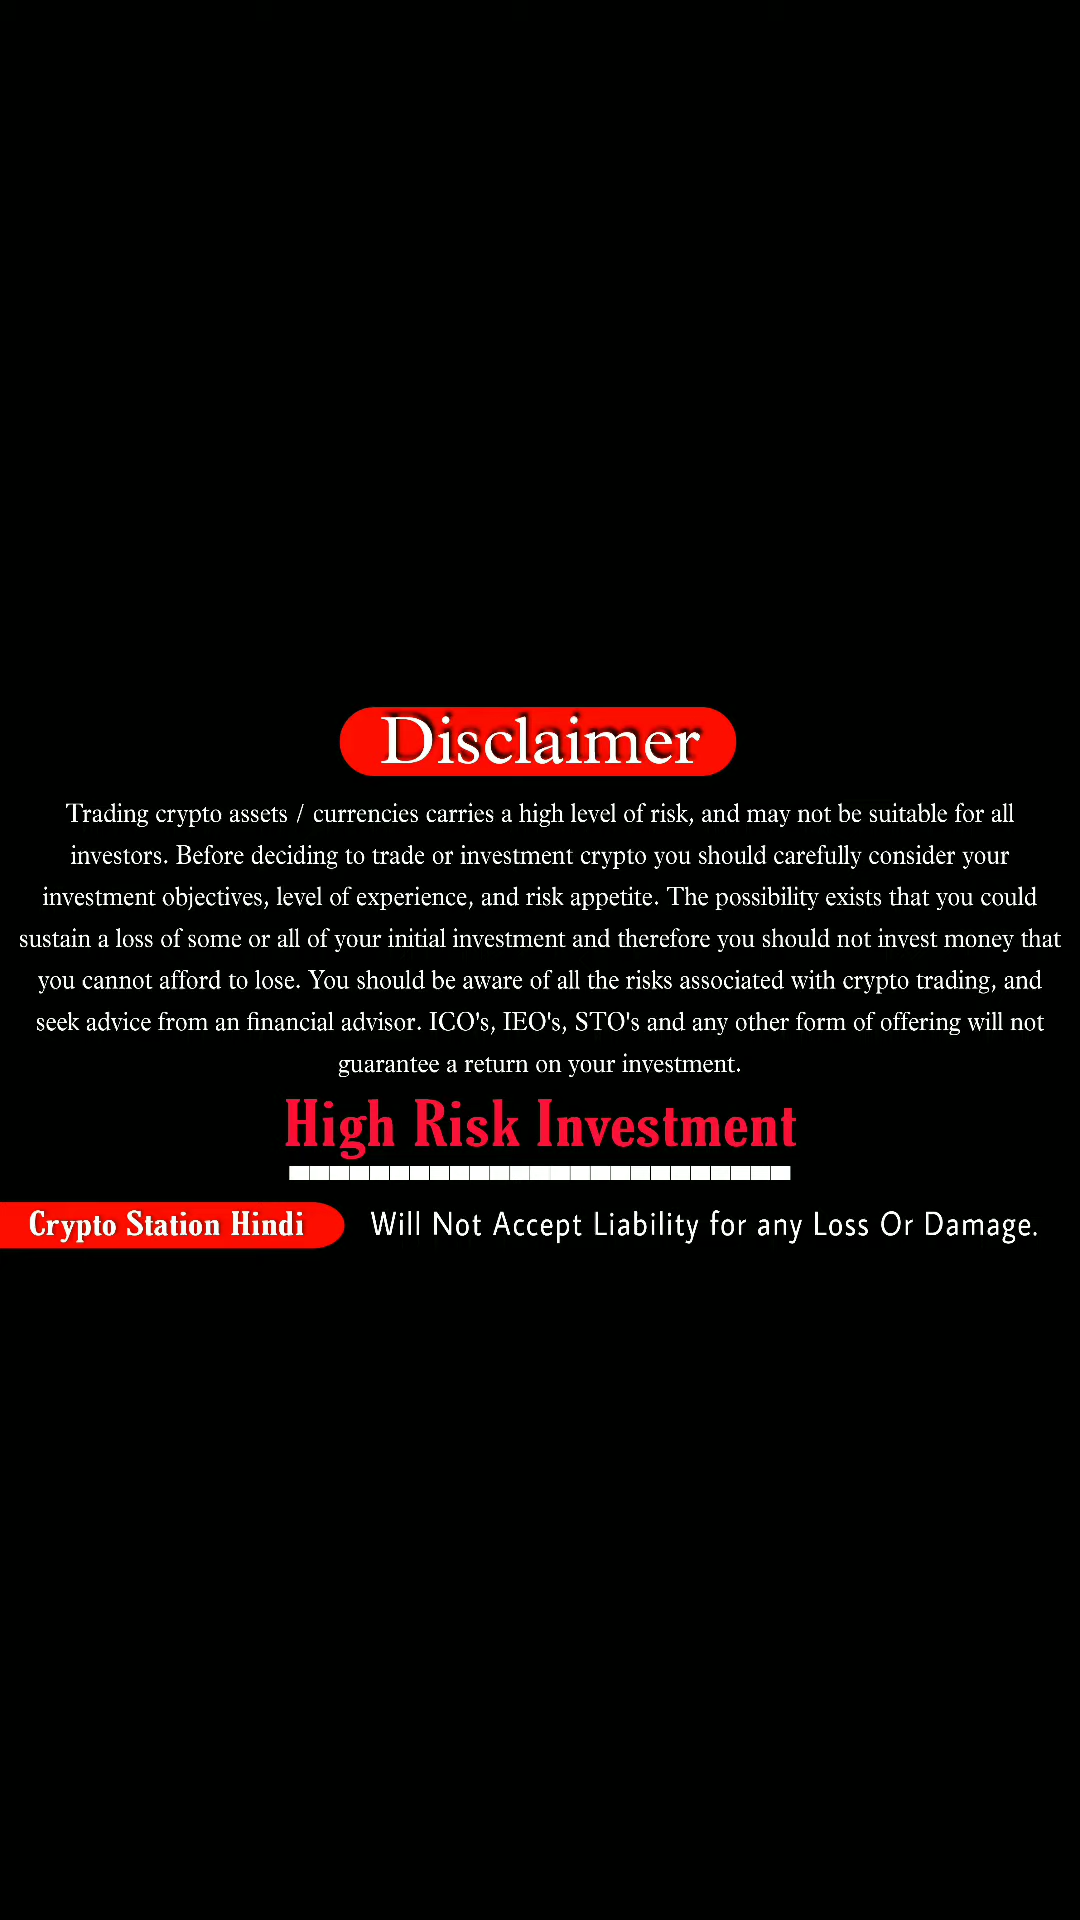 Disclaimer
Trading crypto assets / currencies carries a high level of risk, and may not be suitable for all
investors. Before deciding to trade or investment crypto you should carefully consider your
investment objectives, level of experience, and risk appetite. The possibility exists that you could
sustain a loss of some or all of your initial investment and therefore you should not invest money that
you cannot afford to lose. You should be aware of all the risks associated with crypto trading, and
seek advice from an financial advisor. ICO's, IEO's, STO's and any other form of offering will not
guarantee a return on your investment.
High Risk Investment
Crypto Station Hindi Will Not Accept Liability for any Loss Or Damage.